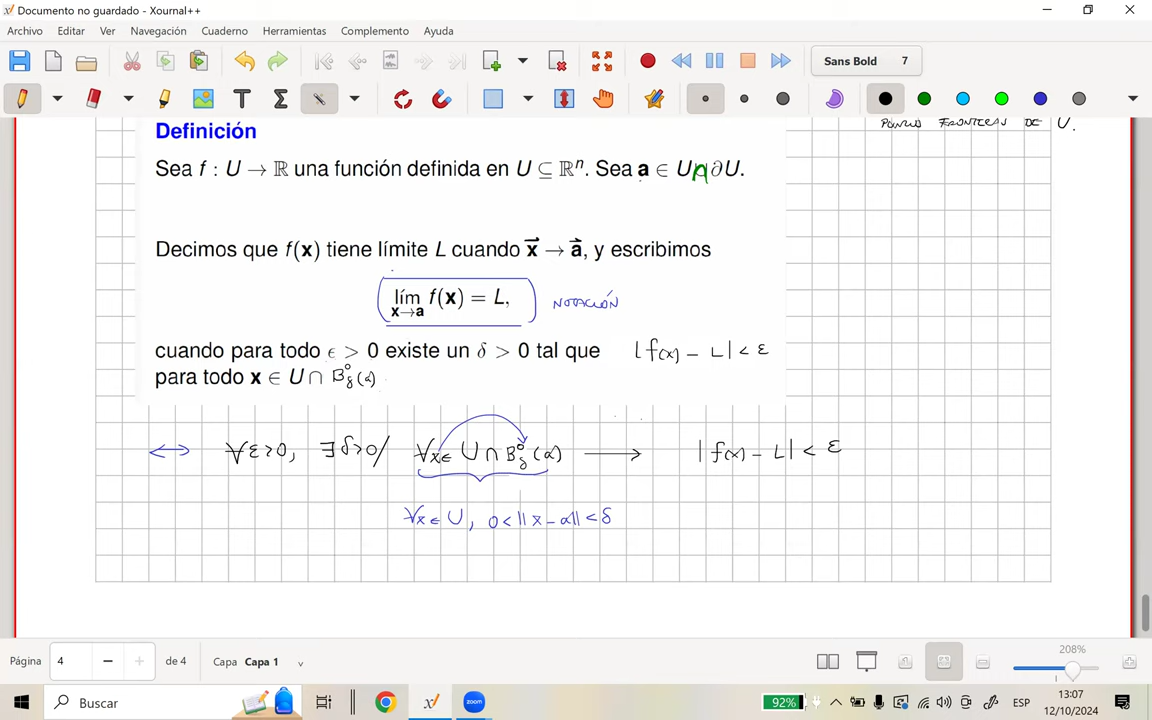 Documento no guardado - Xournal++
Archivo Editar Ver Navegación Cuaderno Herramientas Complemento Ayuda
Sans Bold 7
PUNTOS FRONTERAS DE U.
Definición
Sea f : U → ℝ una función definida en U ⊆ ℝⁿ. Sea a ∈ U ∩ ∂U.
Decimos que f(x) tiene límite L cuando x⃗ → a⃗, y escribimos
lím f(x) = L, NOTACIÓN
x→a
cuando para todo ϵ > 0 existe un δ > 0 tal que |f(x) - L| < ε
para todo x ∈ U ∩ B°δ(a)
↔ ∀ε>0, ∃δ>0/ ∀x∈ U ∩ B°δ(a) → |f(x) - L| < ε
∀x∈ U, 0<||x-a||<δ
Página 4 de 4 Capa Capa 1 208%
Buscar 92% ESP 13:07
12/10/2024